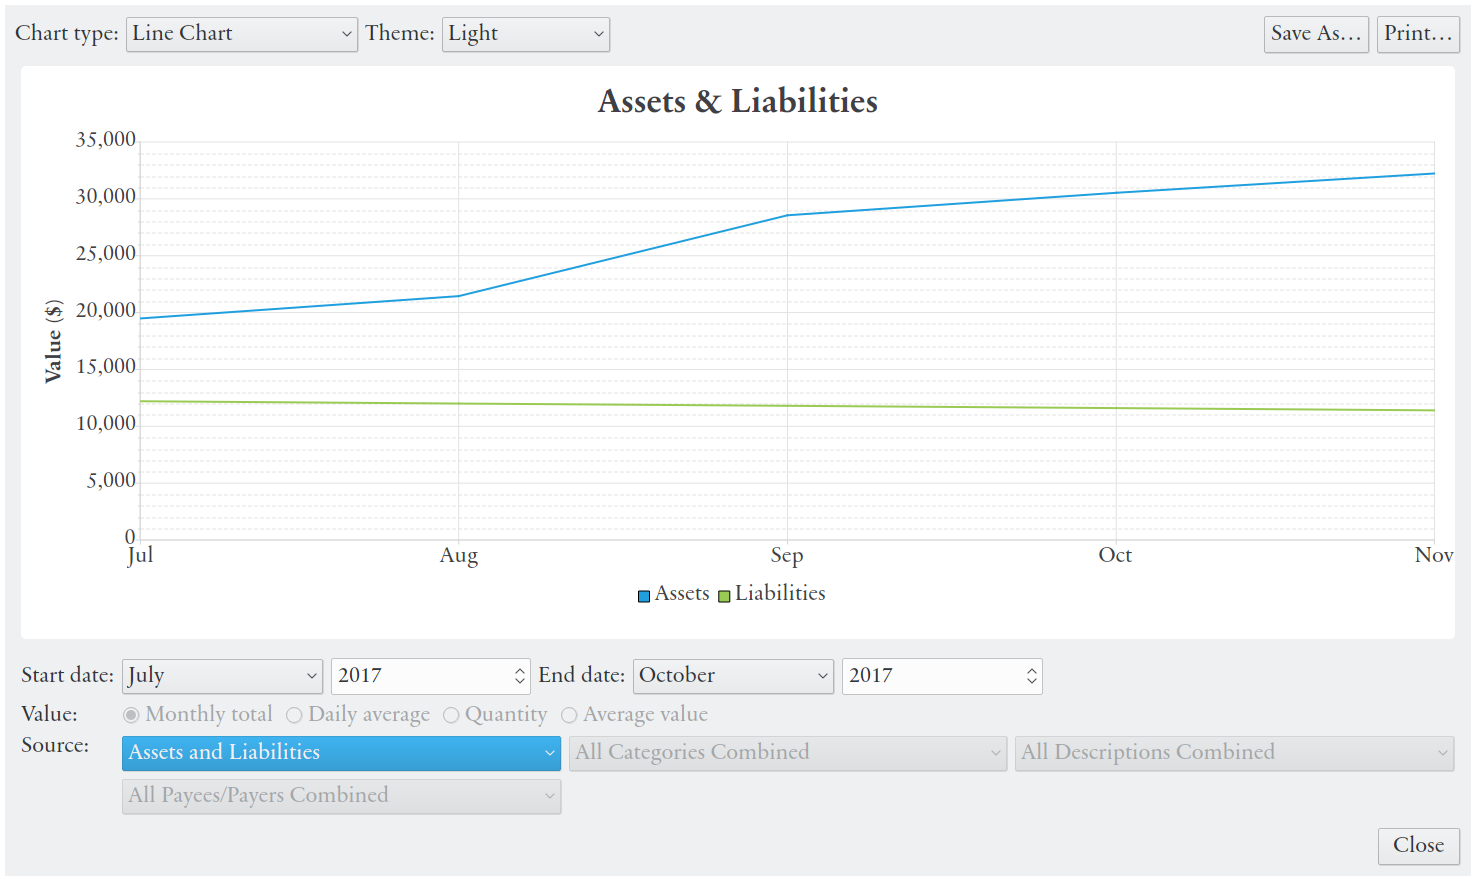 Chart type: Line Chart Theme: Light Save As... Print...
Assets & Liabilities
35,000
30,000
25,000
20,000
15,000
10,000
5,000
0
Value ($)
Jul Aug Sep Oct Nov
Assets Liabilities
Start date: July 2017 End date: October 2017
Value: Monthly total Daily average Quantity Average value
Source: Assets and Liabilities All Categories Combined All Descriptions Combined
All Payees/Payers Combined
Close